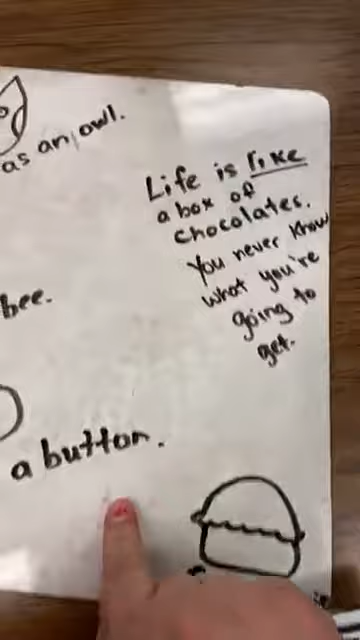 as an owl.
Life is like
a box of
chocolates.
You never know
what you're
going to
get.
bee.
a button.